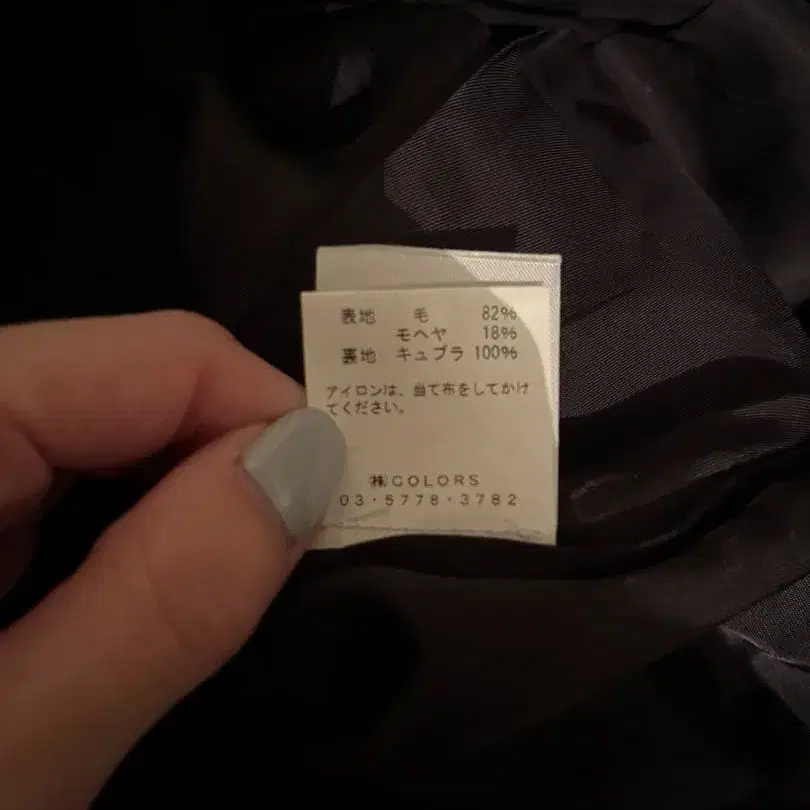 表地 毛 82%
モヘヤ 18%
裏地 キュプラ 100%
アイロンは、当て布をしてかけ
てください。
㈱COLORS
03・5778・3782